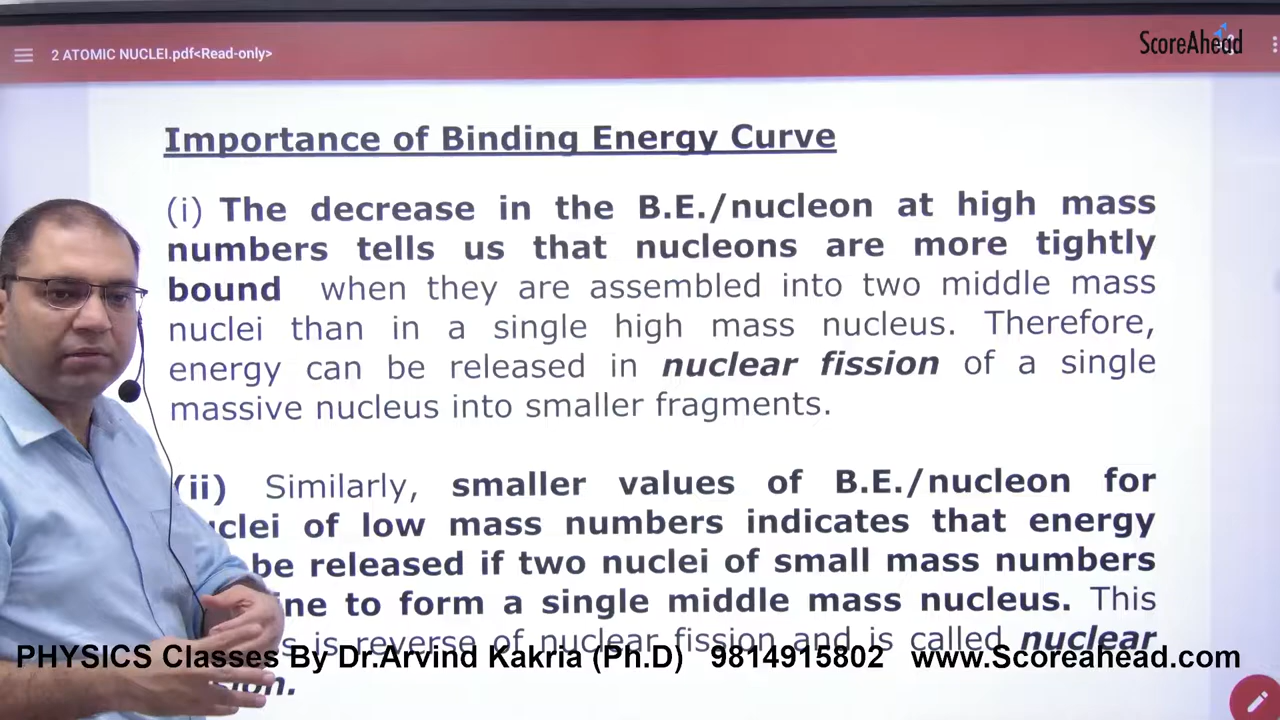 2 ATOMIC NUCLEI.pdf<Read-only>
ScoreAhead
Importance of Binding Energy Curve
(i) The decrease in the B.E./nucleon at high mass
numbers tells us that nucleons are more tightly
bound when they are assembled into two middle mass
nuclei than in a single high mass nucleus. Therefore,
energy can be released in nuclear fission of a single
massive nucleus into smaller fragments.
(ii) Similarly, smaller values of B.E./nucleon for
of low mass numbers indicates that energy
be released if two nuclei of small mass numbers
to form a single middle mass nucleus. This
is reverse of nuclear fission and is called nuclear
PHYSICS Classes By Dr.Arvind Kakria (Ph.D) 9814915802 www.Scoreahead.com